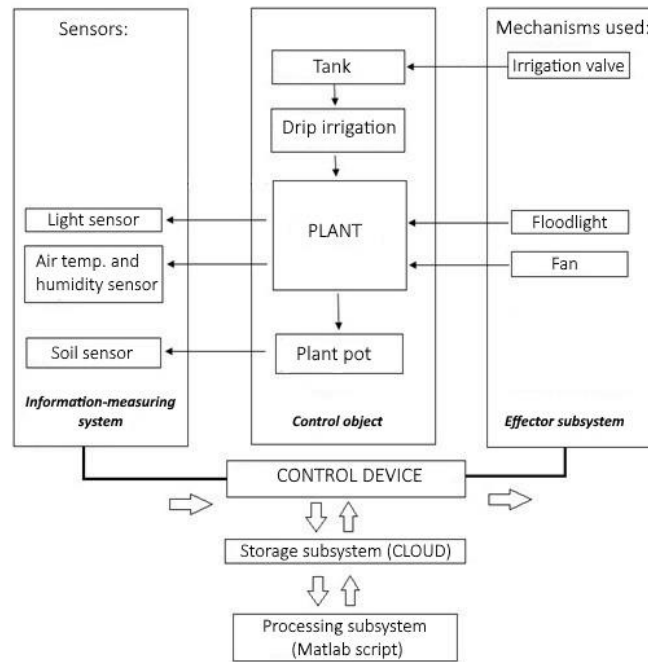 Sensors:
Light sensor
Air temp. and
humidity sensor
Soil sensor
Information-measuring
system
Tank
Drip irrigation
PLANT
Plant pot
Control object
Mechanisms used:
Irrigation valve
Floodlight
Fan
Effector subsystem
CONTROL DEVICE
Storage subsystem (CLOUD)
Processing subsystem
(Matlab script)